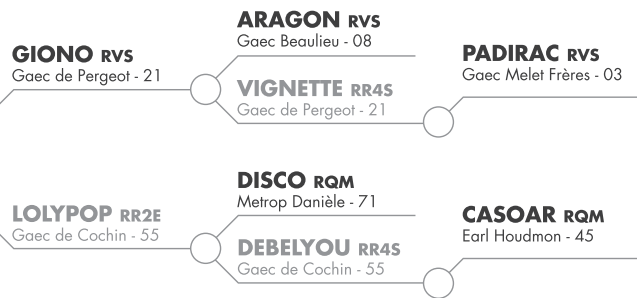 ARAGON RVS
Gaec Beaulieu - 08
GIONO RVS
Gaec de Pergeot - 21
PADIRAC RVS
Gaec Melet Frères - 03
VIGNETTE RR4S
Gaec de Pergeot - 21
DISCO RQM
Metrop Danièle - 71
LOLYPOP RR2E
Gaec de Cochin - 55
CASOAR RQM
Earl Houdmon - 45
DEBELYOU RR4S
Gaec de Cochin - 55